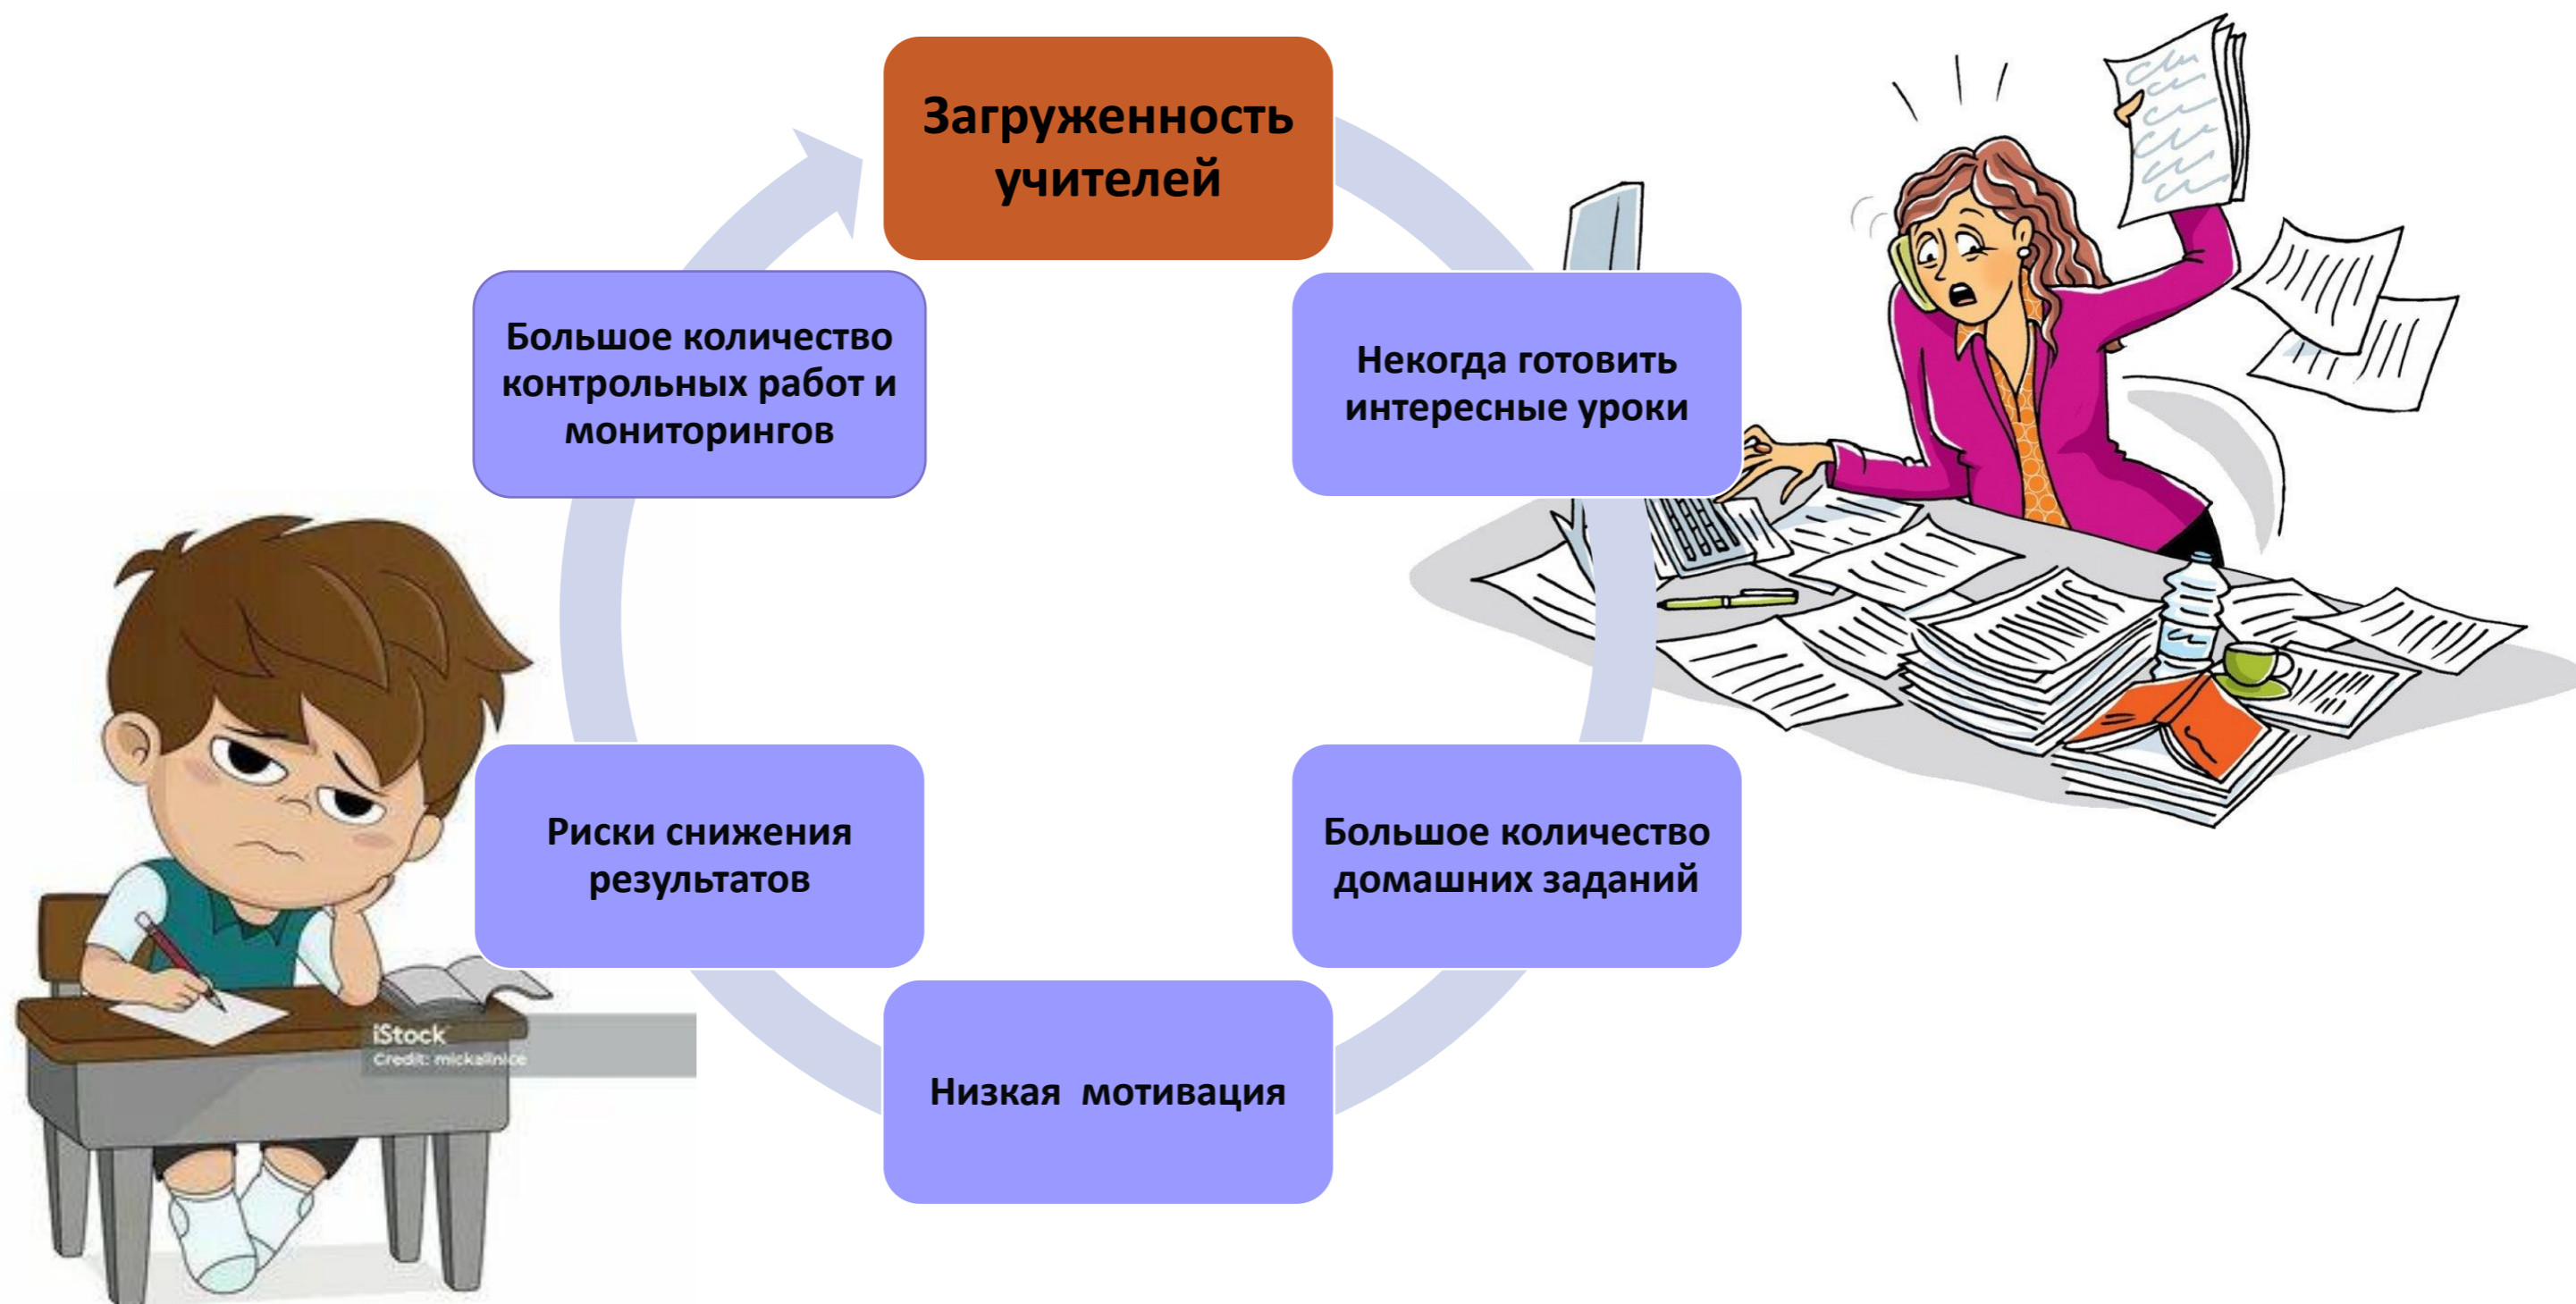 Загруженность
учителей
Некогда готовить
интересные уроки
Большое количество
домашних заданий
Низкая мотивация
Риски снижения
результатов
Большое количество
контрольных работ и
мониторингов
iStock
Credit: mickallnice